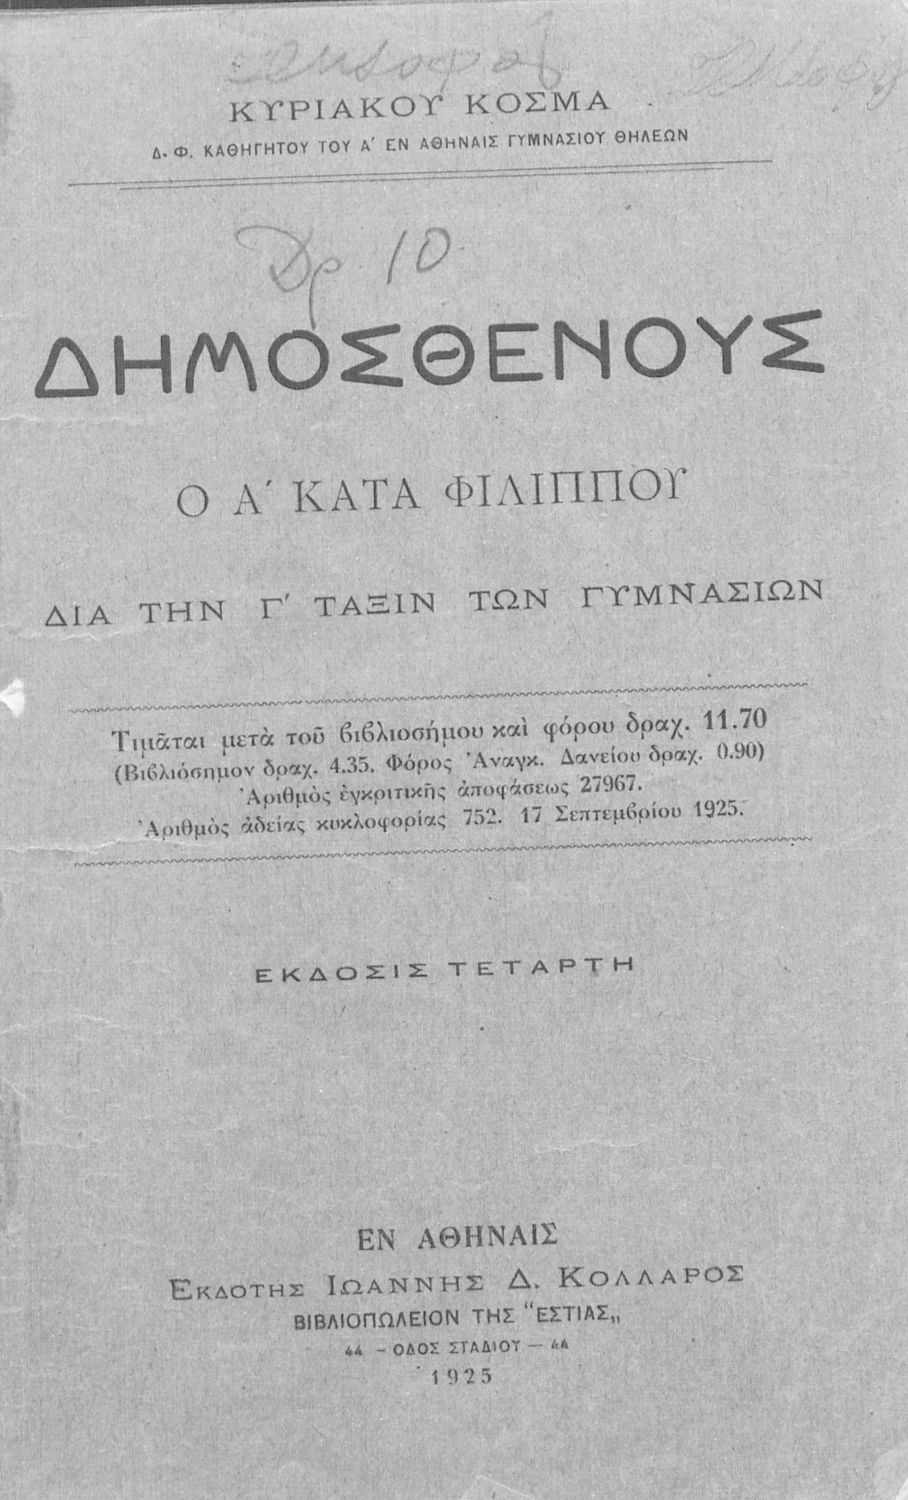 ΚΥΡΙΑΚΟΥ ΚΟΣΜΑ
Δ. Φ. ΚΑΘΗΓΗΤΟΥ ΤΟΥ Α΄ ΕΝ ΑΘΗΝΑΙΣ ΓΥΜΝΑΣΙΟΥ ΘΗΛΕΩΝ
Δρ. 10
ΔΗΜΟΣΘΕΝΟΥΣ
Ο Α΄ ΚΑΤΑ ΦΙΛΙΠΠΟΥ
ΔΙΑ ΤΗΝ Γ΄ ΤΑΞΙΝ ΤΩΝ ΓΥΜΝΑΣΙΩΝ
Τιμᾶται μετὰ τοῦ βιβλιοσήμου καὶ φόρου δραχ. 11.70
(Βιβλιόσημον δραχ. 4.35. Φόρος Ἀναγκ. Δανείου δραχ. 0.90)
Ἀριθμὸς ἐγκριτικῆς ἀποφάσεως 27967.
Ἀριθμὸς ἀδείας κυκλοφορίας 752. 17 Σεπτεμβρίου 1925.
ΕΚΔΟΣΙΣ ΤΕΤΑΡΤΗ
ΕΝ ΑΘΗΝΑΙΣ
ΕΚΔΟΤΗΣ ΙΩΑΝΝΗΣ Δ. ΚΟΛΛΑΡΟΣ
ΒΙΒΛΙΟΠΩΛΕΙΟΝ ΤΗΣ "ΕΣΤΙΑΣ„
44 – ΟΔΟΣ ΣΤΑΔΙΟΥ – 44
1925